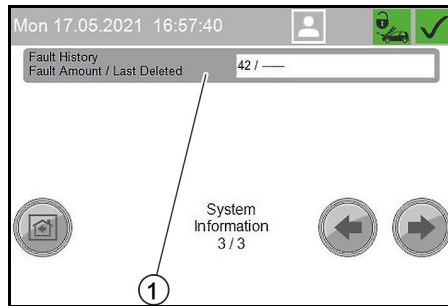 Mon 17.05.2021 16:57:40
Fault History
Fault Amount / Last Deleted
42 / -------
System
Information
3 / 3
1